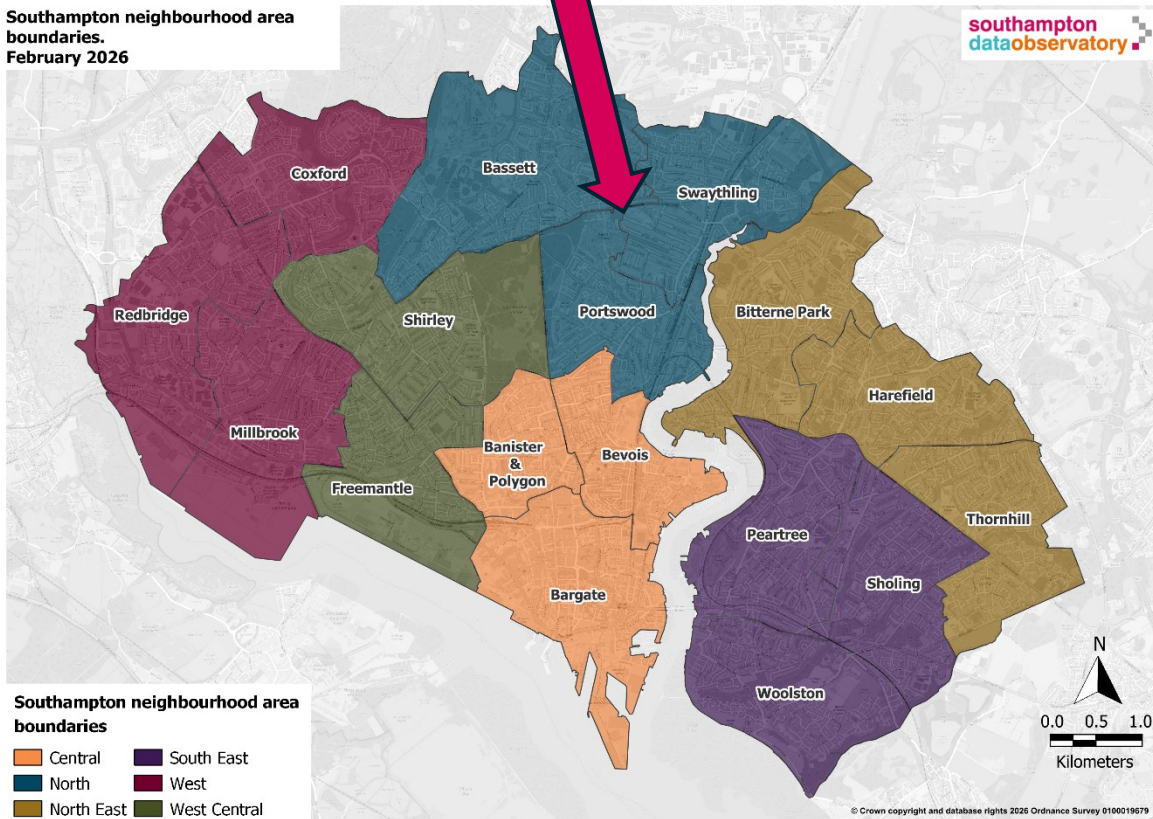 Southampton neighbourhood area
boundaries.
February 2026
southampton
dataobservatory
Coxford
Bassett
Swaythling
Redbridge
Shirley
Portswood
Bitterne Park
Harefield
Millbrook
Banister
&
Polygon
Bevois
Freemantle
Thornhill
Peartree
Sholing
Bargate
Woolston
N
0.0 0.5 1.0
Kilometers
Southampton neighbourhood area
boundaries
Central
South East
North
West
North East
West Central
© Crown copyright and database rights 2026 Ordnance Survey 0100019679